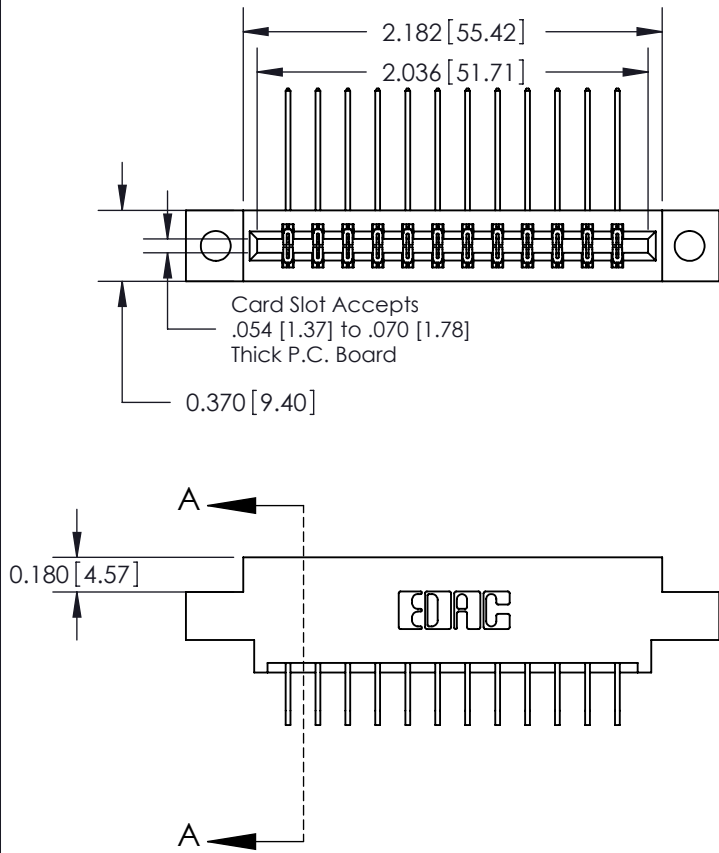 2.182 [55.42]
2.036 [51.71]
Card Slot Accepts
.054 [1.37] to .070 [1.78]
Thick P.C. Board
0.370 [9.40]
A
0.180 [4.57]
EDAC
A